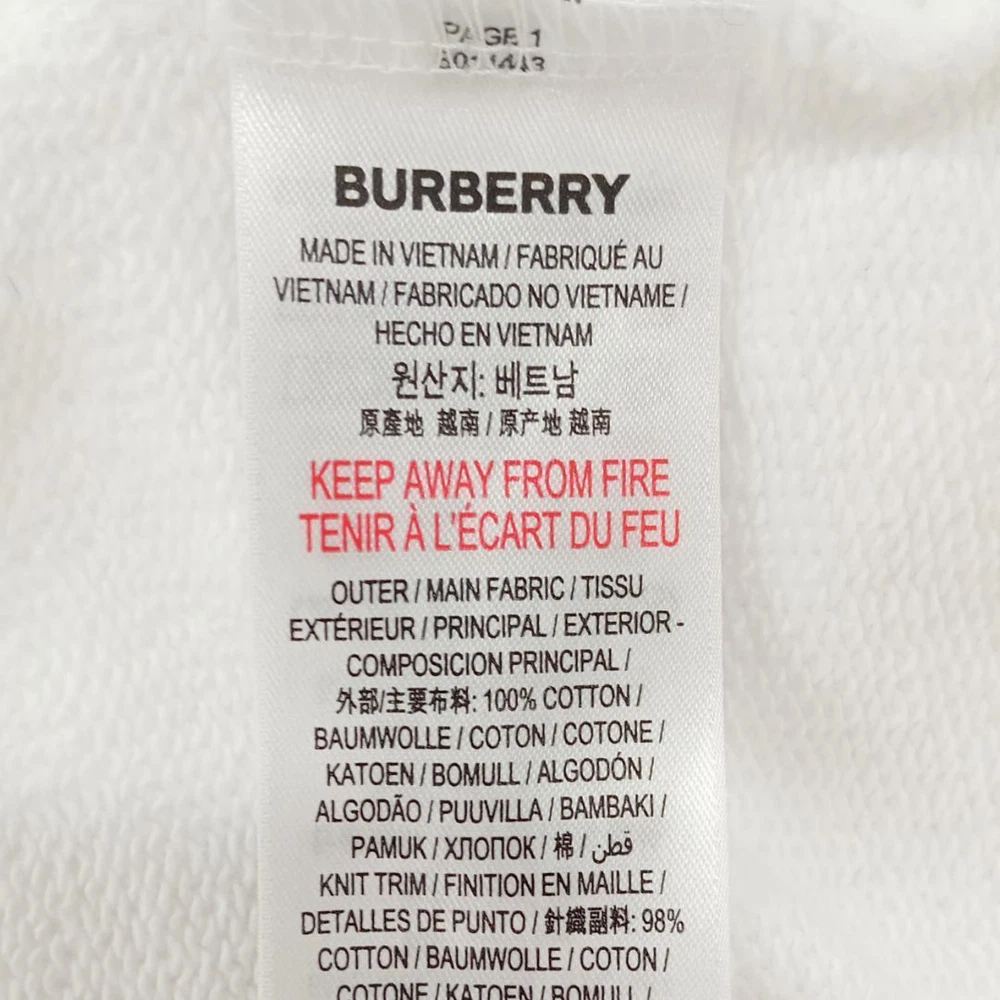 PAGE 1
BURBERRY
MADE IN VIETNAM / FABRIQUÉ AU
VIETNAM / FABRICADO NO VIETNAME /
HECHO EN VIETNAM
원산지: 베트남
原產地 越南 / 原产地 越南
KEEP AWAY FROM FIRE
TENIR À L'ÉCART DU FEU
OUTER / MAIN FABRIC / TISSU
EXTÉRIEUR / PRINCIPAL / EXTERIOR -
COMPOSICION PRINCIPAL /
外部/主要布料: 100% COTTON /
BAUMWOLLE / COTON / COTONE /
KATOEN / BOMULL / ALGODÓN /
ALGODÃO / PUUVILLA / BAMBAKI /
PAMUK / ХЛОПОК / 棉 / قطن
KNIT TRIM / FINITION EN MAILLE /
DETALLES DE PUNTO / 針織副料: 98%
COTTON / BAUMWOLLE / COTON /
COTONE / KATOEN / BOMULL /